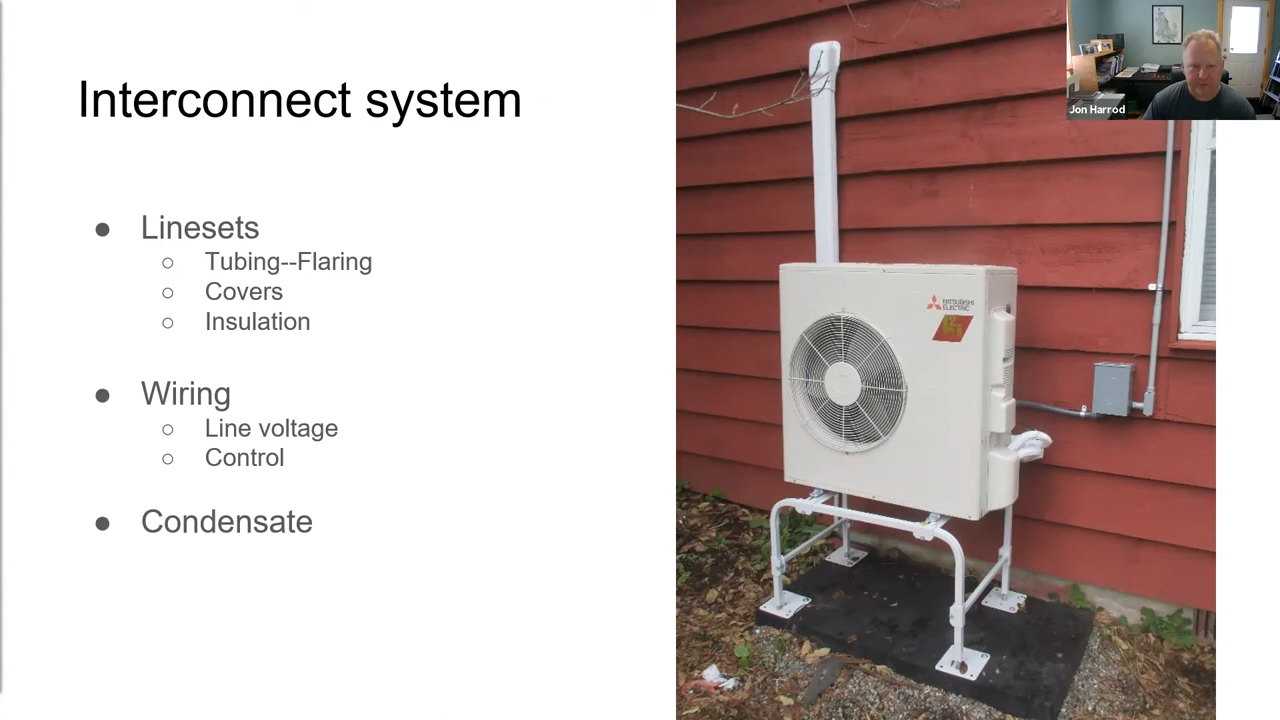 Interconnect system
● Linesets
○ Tubing--Flaring
○ Covers
○ Insulation
● Wiring
○ Line voltage
○ Control
● Condensate
MITSUBISHI
ELECTRIC
Jon Harrod